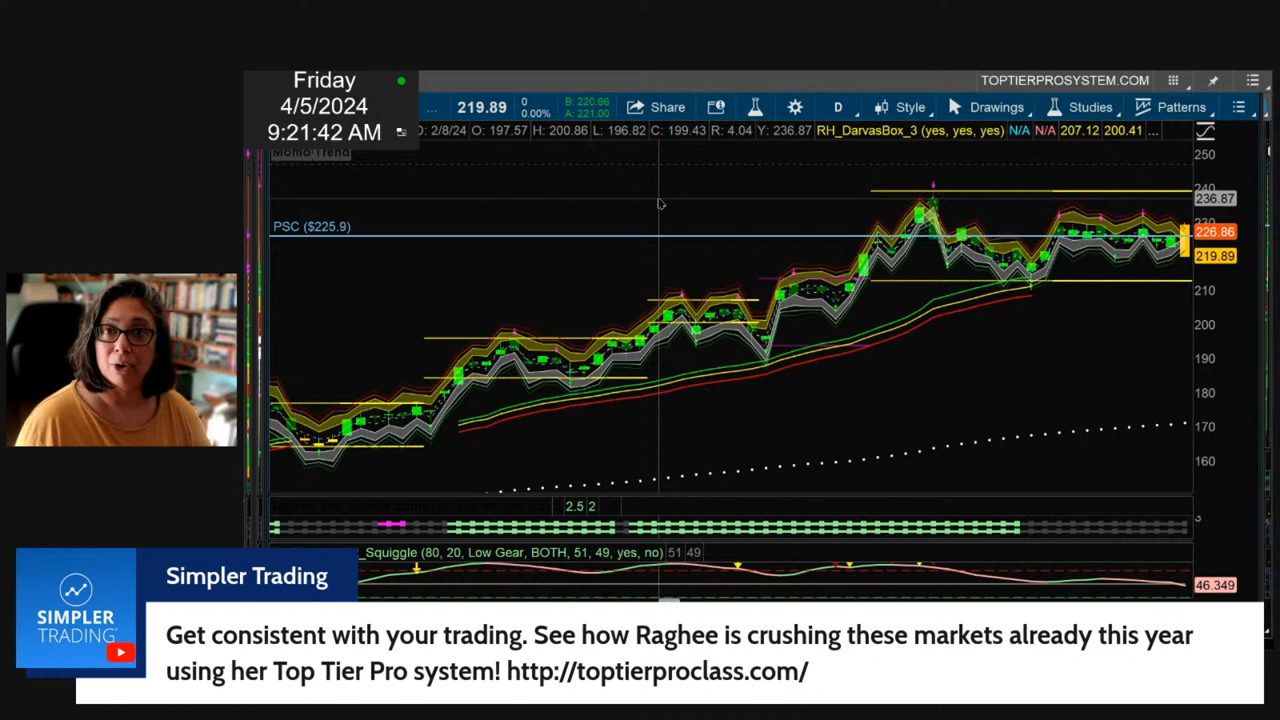 Friday
4/5/2024
9:21:42 AM
TOPTIERPROSYSTEM.COM
... 219.89 0 0.00% B: 220.66 A: 221.00 Share D Style Drawings Studies Patterns
D: 2/8/24 O: 197.57 H: 200.86 L: 196.82 C: 199.43 R: 4.04 Y: 236.87 RH_DarvasBox_3 (yes, yes, yes) N/A N/A 207.12 200.41 ...
Momo Trend
250
240
236.87
PSC ($225.9)
230
226.86
219.89
210
200
190
180
170
160
2.5 2
_Squiggle (80, 20, Low Gear, BOTH, 51, 49, yes, no) 51 49
46.349
SIMPLER
TRADING
Simpler Trading
Get consistent with your trading. See how Raghee is crushing these markets already this year
using her Top Tier Pro system! http://toptierproclass.com/